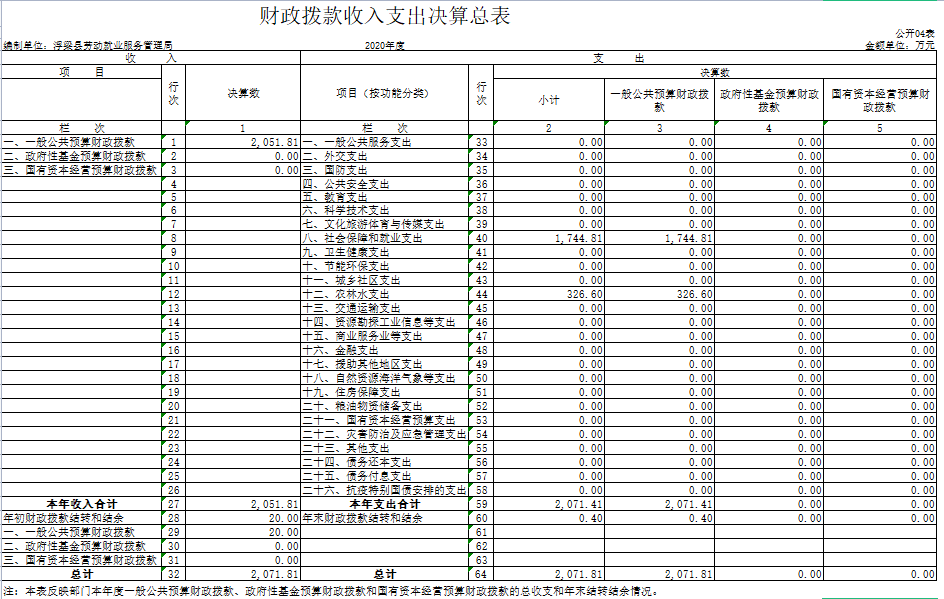 财政拨款收入支出决算总表
公开04表
编制单位：浮梁县劳动就业服务管理局 2020年度 金额单位：万元
收 入 支 出
项 目 行次 决算数 项目（按功能分类） 行次 决算数
小计 一般公共预算财政拨款 政府性基金预算财政拨款 国有资本经营预算财政拨款
栏 次 1 栏 次 2 3 4 5
一、一般公共预算财政拨款 1 2,051.81 一、一般公共服务支出 33 0.00 0.00 0.00 0.00
二、政府性基金预算财政拨款 2 0.00 二、外交支出 34 0.00 0.00 0.00 0.00
三、国有资本经营预算财政拨款 3 0.00 三、国防支出 35 0.00 0.00 0.00 0.00
4 四、公共安全支出 36 0.00 0.00 0.00 0.00
5 五、教育支出 37 0.00 0.00 0.00 0.00
6 六、科学技术支出 38 0.00 0.00 0.00 0.00
7 七、文化旅游体育与传媒支出 39 0.00 0.00 0.00 0.00
8 八、社会保障和就业支出 40 1,744.81 1,744.81 0.00 0.00
9 九、卫生健康支出 41 0.00 0.00 0.00 0.00
10 十、节能环保支出 42 0.00 0.00 0.00 0.00
11 十一、城乡社区支出 43 0.00 0.00 0.00 0.00
12 十二、农林水支出 44 326.60 326.60 0.00 0.00
13 十三、交通运输支出 45 0.00 0.00 0.00 0.00
14 十四、资源勘探工业信息等支出 46 0.00 0.00 0.00 0.00
15 十五、商业服务业等支出 47 0.00 0.00 0.00 0.00
16 十六、金融支出 48 0.00 0.00 0.00 0.00
17 十七、援助其他地区支出 49 0.00 0.00 0.00 0.00
18 十八、自然资源海洋气象等支出 50 0.00 0.00 0.00 0.00
19 十九、住房保障支出 51 0.00 0.00 0.00 0.00
20 二十、粮油物资储备支出 52 0.00 0.00 0.00 0.00
21 二十一、国有资本经营预算支出 53 0.00 0.00 0.00 0.00
22 二十二、灾害防治及应急管理支出 54 0.00 0.00 0.00 0.00
23 二十三、其他支出 55 0.00 0.00 0.00 0.00
24 二十四、债务还本支出 56 0.00 0.00 0.00 0.00
25 二十五、债务付息支出 57 0.00 0.00 0.00 0.00
26 二十六、抗疫特别国债安排的支出 58 0.00 0.00 0.00 0.00
本年收入合计 27 2,051.81 本年支出合计 59 2,071.41 2,071.41 0.00 0.00
年初财政拨款结转和结余 28 20.00 年末财政拨款结转和结余 60 0.40 0.40 0.00 0.00
一、一般公共预算财政拨款 29 20.00 61
二、政府性基金预算财政拨款 30 0.00 62
三、国有资本经营预算财政拨款 31 0.00 63
总计 32 2,071.81 总计 64 2,071.81 2,071.81 0.00 0.00
注：本表反映部门本年度一般公共预算财政拨款、政府性基金预算财政拨款和国有资本经营预算财政拨款的总收支和年末结转结余情况。